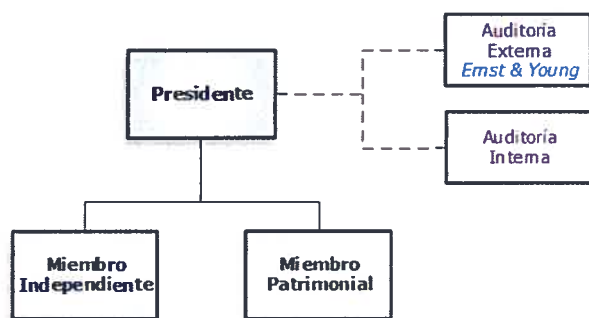 Auditoría
Externa
Ernst & Young
Presidente
Auditoría
Interna
Miembro
Independiente
Miembro
Patrimonial